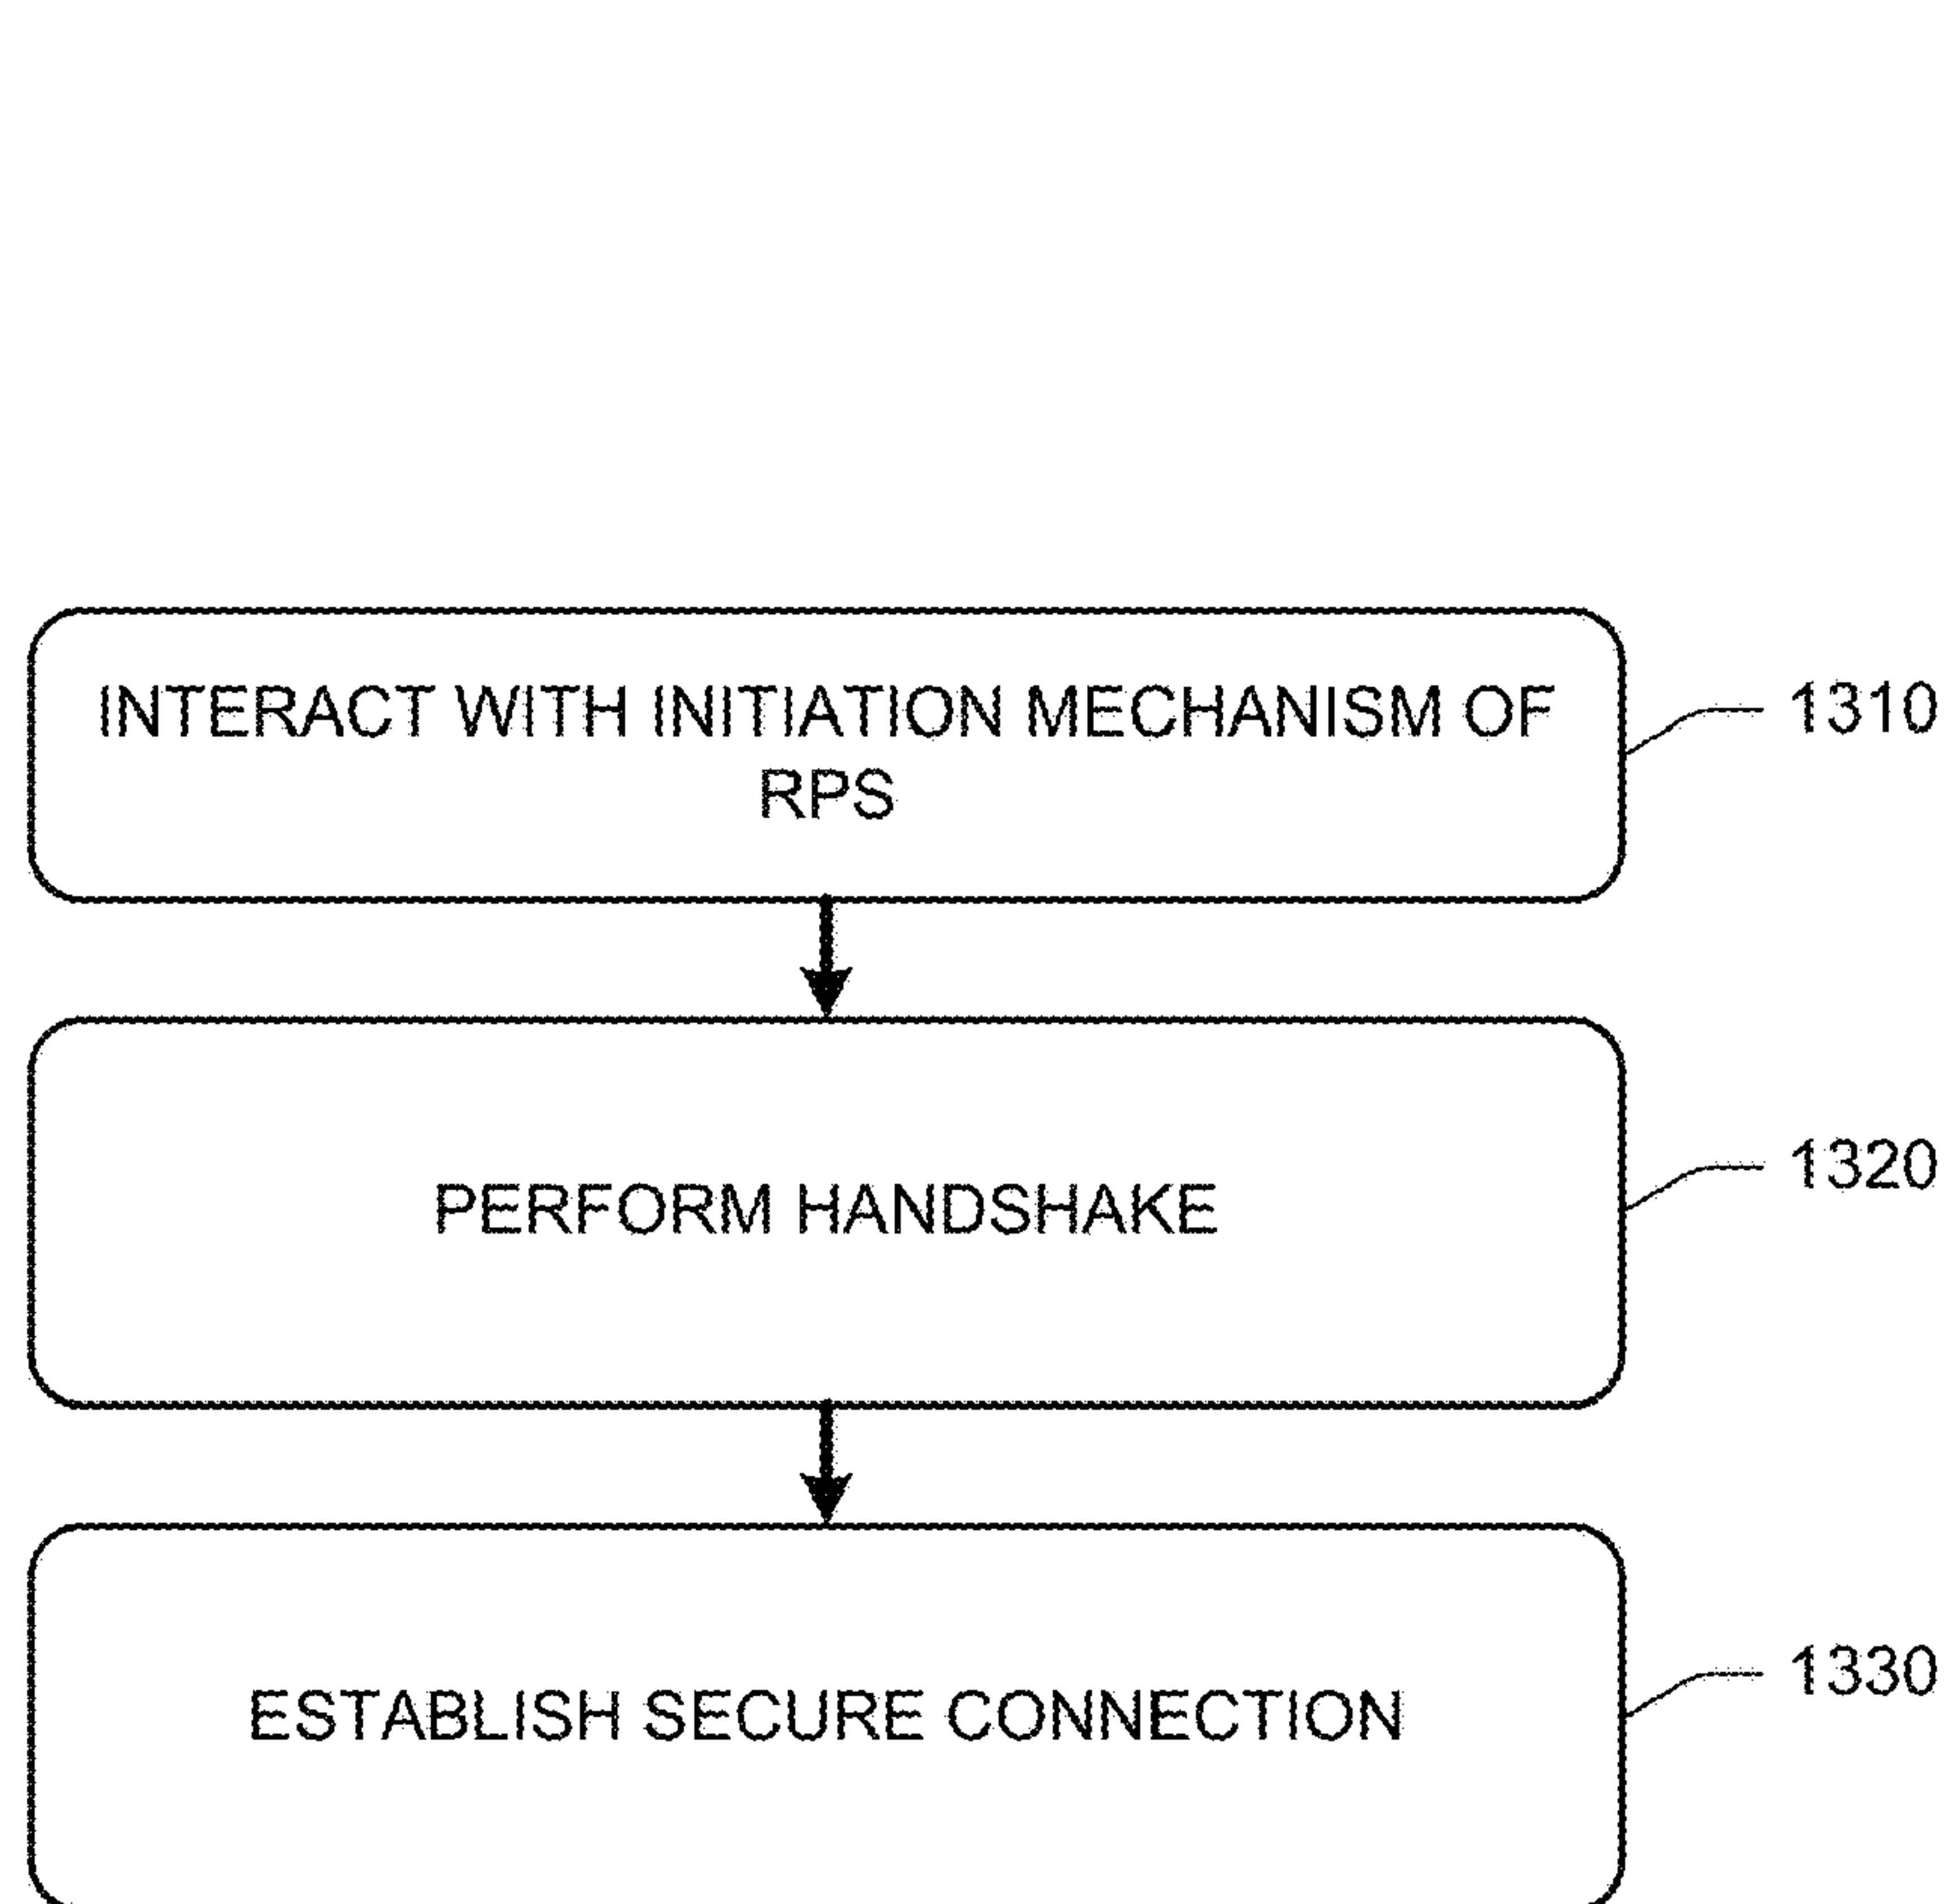 INTERACT WITH INITIATION MECHANISM OF
RPS
1310
PERFORM HANDSHAKE
1320
ESTABLISH SECURE CONNECTION
1330